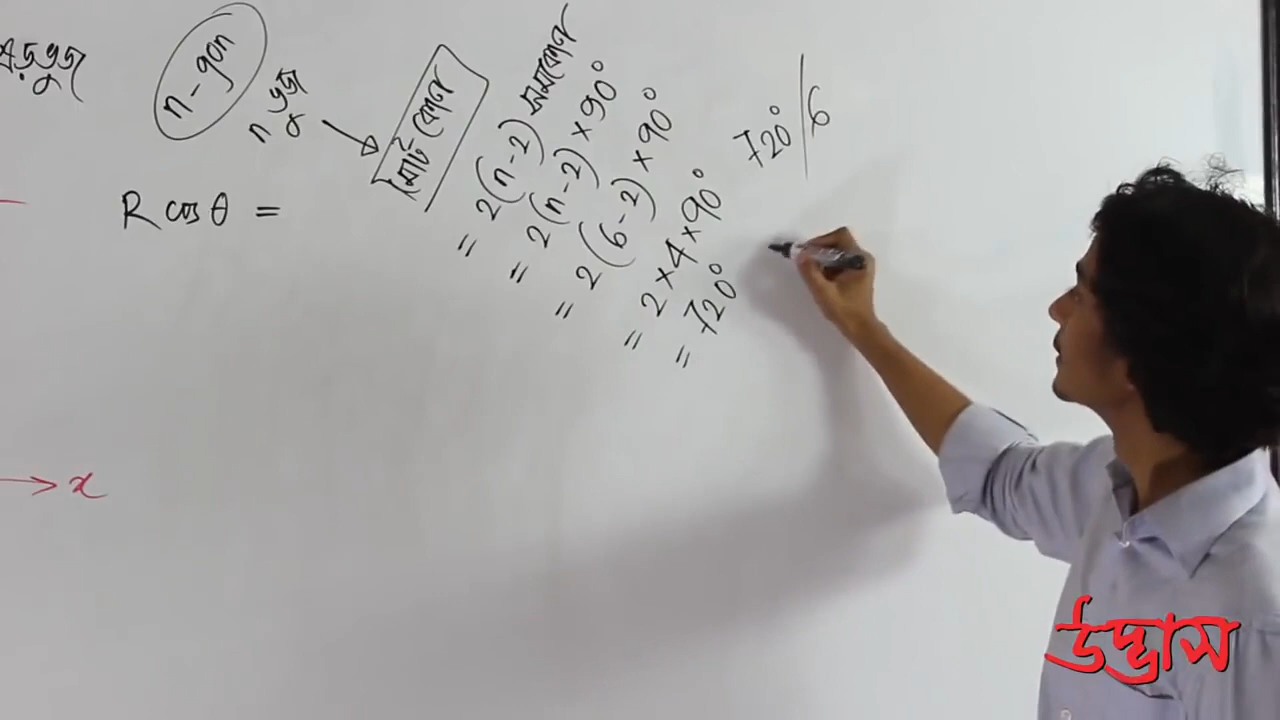 ষড়ভুজ
n-gon
n ভুজ
মোট কোণ
= 2(n-2) সমকোণ
= 2(n-2) × 90°
= 2(6-2) × 90°
= 2 × 4 × 90°
= 720°
720° / 6
R cos θ =
x
উদ্ভাস